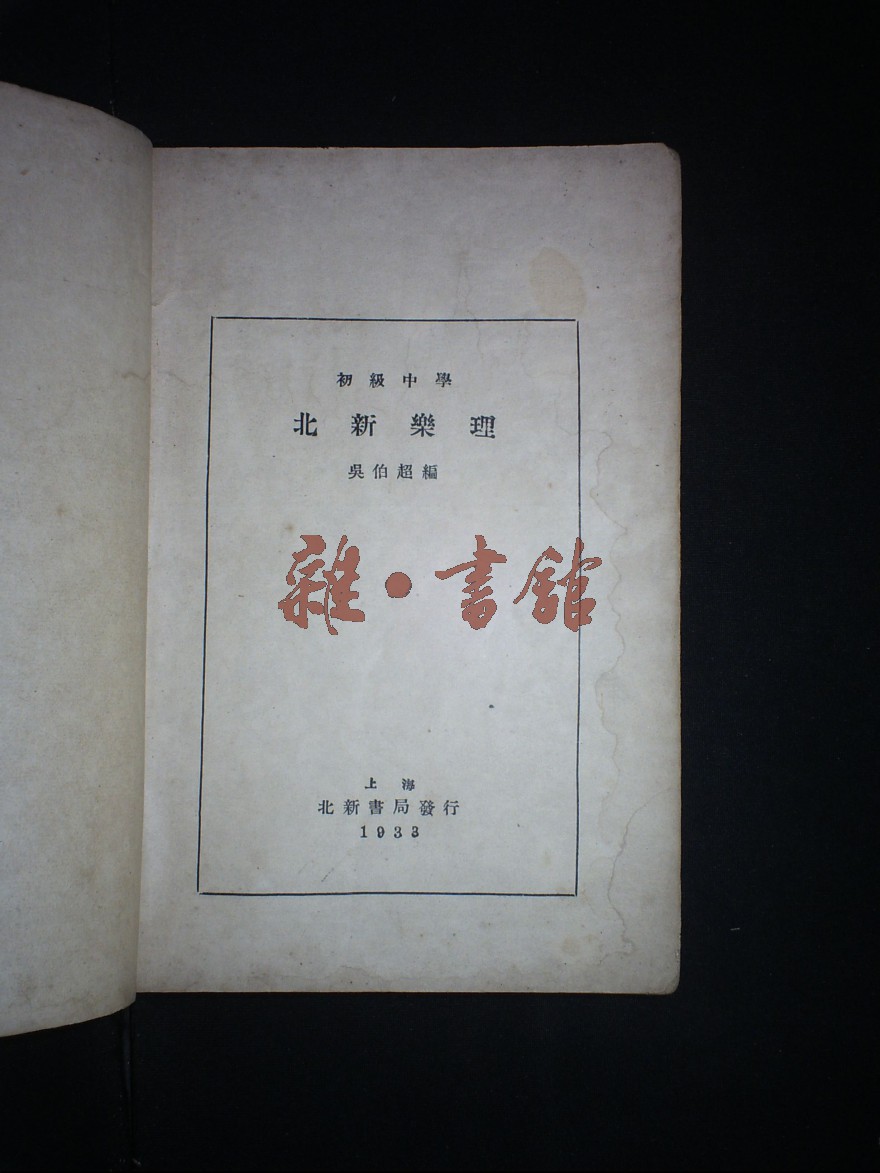 初級中學
北新樂理
吳伯超編
雜·書館
上海
北新書局發行
1933